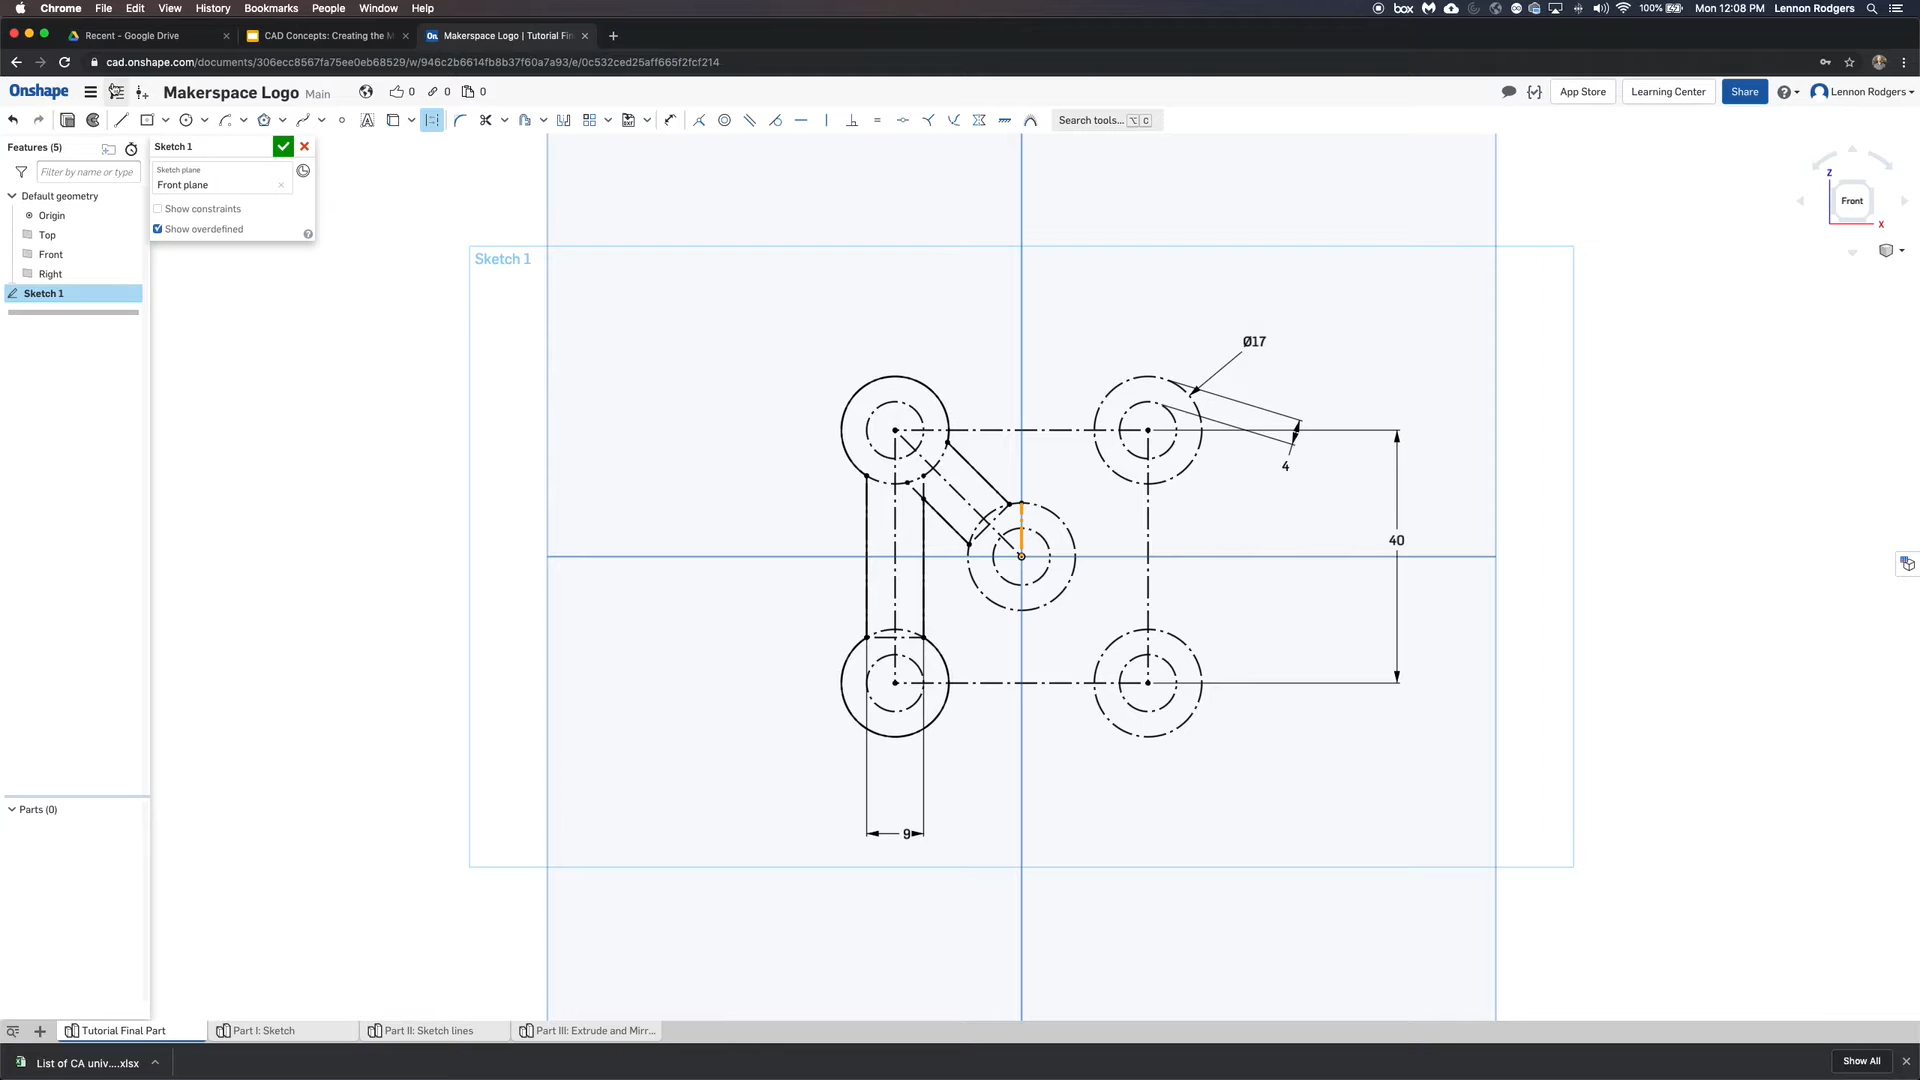 Chrome File Edit View History Bookmarks People Window Help box 100% Mon 12:08 PM Lennon Rodgers
Recent - Google Drive CAD Concepts: Creating the M On Makerspace Logo | Tutorial Fin
cad.onshape.com/documents/306ecc8567fa75ee0eb68529/w/946c2b6614fb8b37f60a7a93/e/0c532ced25aff665f2fcf214
Onshape Makerspace Logo Main 0 0 0 App Store Learning Center Share Lennon Rodgers
Search tools... ⌥ C
Features (5)
Filter by name or type
Default geometry
Origin
Top
Front
Right
Sketch 1
Sketch 1
Sketch plane
Front plane
Show constraints
Show overdefined
Sketch 1
Z
Front
X
Ø17
4
40
9
Parts (0)
Tutorial Final Part Part I: Sketch Part II: Sketch lines Part III: Extrude and Mirr...
List of CA univ....xlsx Show All